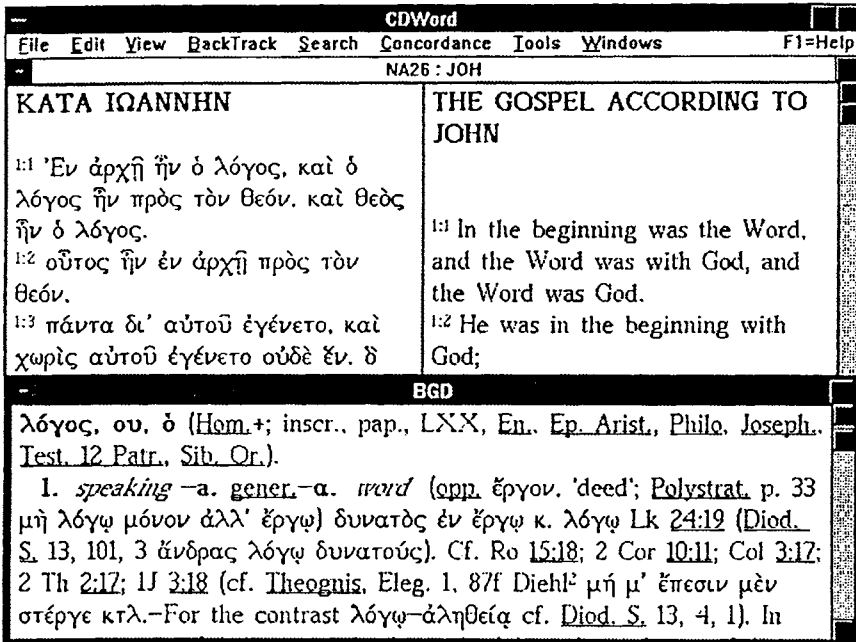 CDWord
File Edit View BackTrack Search Concordance Tools Windows F1=Help
NA26 : JOH
ΚΑΤΑ ΙΩΑΝΝΗΝ
1:1 Ἐν ἀρχῇ ἦν ὁ λόγος, καὶ ὁ
λόγος ἦν πρὸς τὸν θεόν, καὶ θεὸς
ἦν ὁ λόγος.
1:2 οὗτος ἦν ἐν ἀρχῇ πρὸς τὸν
θεόν.
1:3 πάντα δι’ αὐτοῦ ἐγένετο, καὶ
χωρὶς αὐτοῦ ἐγένετο οὐδὲ ἕν. ὃ
THE GOSPEL ACCORDING TO
JOHN
1:1 In the beginning was the Word,
and the Word was with God, and
the Word was God.
1:2 He was in the beginning with
God;
BGD
λόγος, ου, ὁ (Hom.+; inscr., pap., LXX, En., Ep. Arist., Philo, Joseph.,
Test. 12 Patr., Sib. Or.).
1. speaking –a. gener.–α. word (opp. ἔργον, 'deed'; Polystrat. p. 33
μὴ λόγῳ μόνον ἀλλ’ ἔργῳ) δυνατὸς ἐν ἔργῳ κ. λόγῳ Lk 24:19 (Diod.
S. 13, 101, 3 ἄνδρας λόγῳ δυνατούς). Cf. Ro 15:18; 2 Cor 10:11; Col 3:17;
2 Th 2:17; 1J 3:18 (cf. Theognis, Eleg. 1, 87f Diehl² μή μ’ ἔπεσιν μὲν
στέργε κτλ.–For the contrast λόγῳ–ἀληθείᾳ cf. Diod. S. 13, 4, 1). In